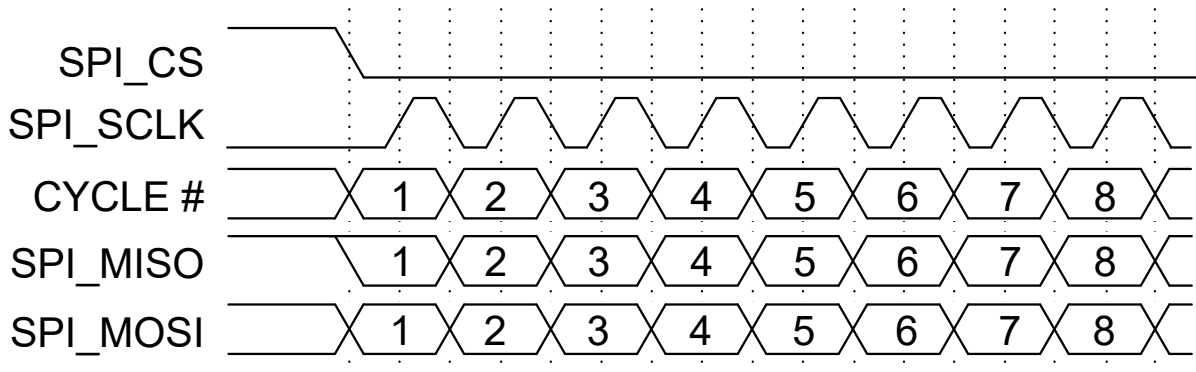 SPI_CS
SPI_SCLK
CYCLE # 1 2 3 4 5 6 7 8
SPI_MISO 1 2 3 4 5 6 7 8
SPI_MOSI 1 2 3 4 5 6 7 8